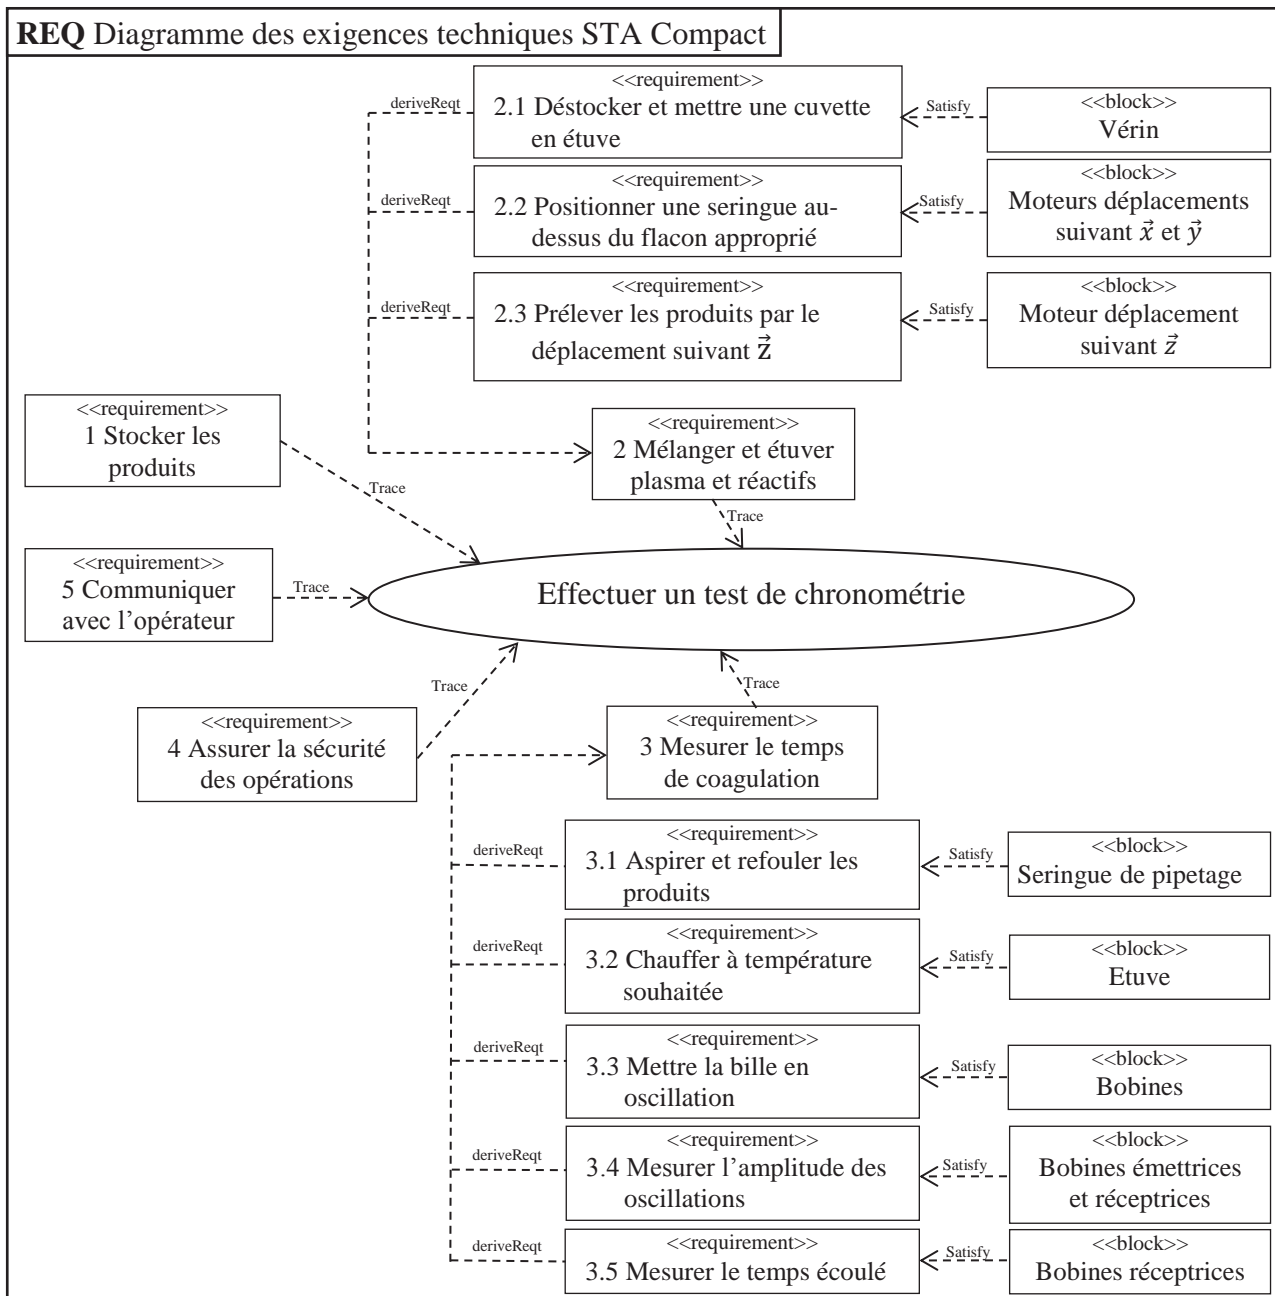 REQ Diagramme des exigences techniques STA Compact
<<requirement>>
2.1 Déstocker et mettre une cuvette
en étuve
deriveReqt
Satisfy
<<block>>
Vérin
<<requirement>>
2.2 Positionner une seringue au-
dessus du flacon approprié
deriveReqt
Satisfy
<<block>>
Moteurs déplacements
suivant x⃗ et y⃗
<<requirement>>
2.3 Prélever les produits par le
déplacement suivant z⃗
deriveReqt
Satisfy
<<block>>
Moteur déplacement
suivant z⃗
<<requirement>>
1 Stocker les
produits
Trace
<<requirement>>
2 Mélanger et étuver
plasma et réactifs
Trace
<<requirement>>
5 Communiquer
avec l’opérateur
Trace
Effectuer un test de chronométrie
<<requirement>>
4 Assurer la sécurité
des opérations
Trace
<<requirement>>
3 Mesurer le temps
de coagulation
Trace
<<requirement>>
3.1 Aspirer et refouler les
produits
deriveReqt
Satisfy
<<block>>
Seringue de pipetage
<<requirement>>
3.2 Chauffer à température
souhaitée
deriveReqt
Satisfy
<<block>>
Etuve
<<requirement>>
3.3 Mettre la bille en
oscillation
deriveReqt
Satisfy
<<block>>
Bobines
<<requirement>>
3.4 Mesurer l’amplitude des
oscillations
deriveReqt
Satisfy
<<block>>
Bobines émettrices
et réceptrices
<<requirement>>
3.5 Mesurer le temps écoulé
deriveReqt
Satisfy
<<block>>
Bobines réceptrices